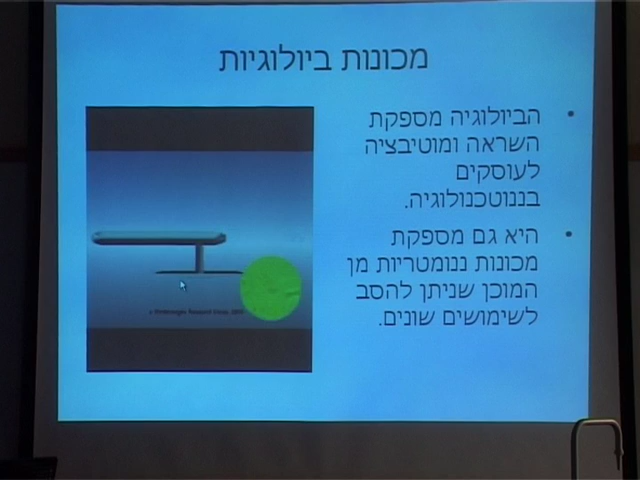 מכונות ביולוגיות
• הביולוגיה מספקת
השראה ומוטיבציה
לעוסקים
בננוטכנולוגיה.
• היא גם מספקת
מכונות ננומטריות מן
המוכן שניתן להסב
לשימושים שונים.